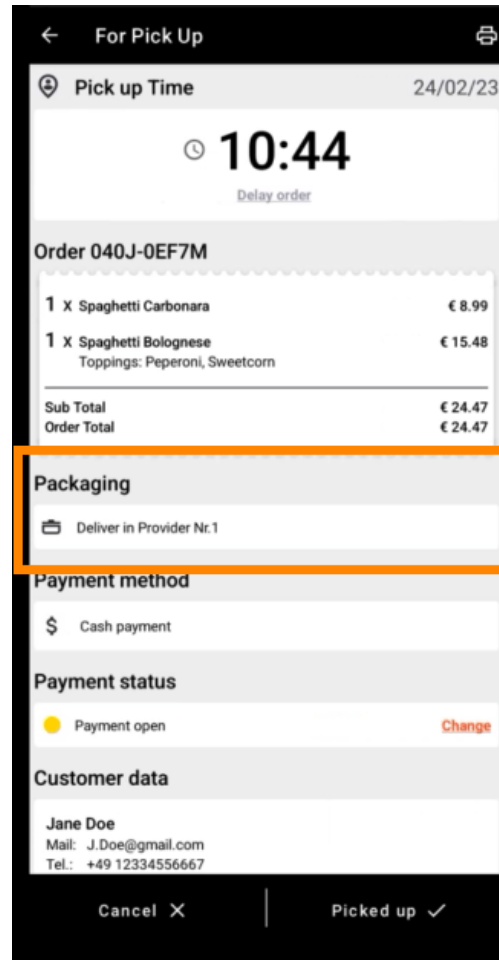 For Pick Up
Pick up Time 24/02/23
10:44
Delay order
Order 040J-0EF7M
1 x Spaghetti Carbonara € 8.99
1 x Spaghetti Bolognese € 15.48
Toppings: Peperoni, Sweetcorn
Sub Total € 24.47
Order Total € 24.47
Packaging
Deliver in Provider Nr.1
Payment method
$ Cash payment
Payment status
Payment open Change
Customer data
Jane Doe
Mail: J.Doe@gmail.com
Tel.: +49 12334556667
Cancel X Picked up ✓